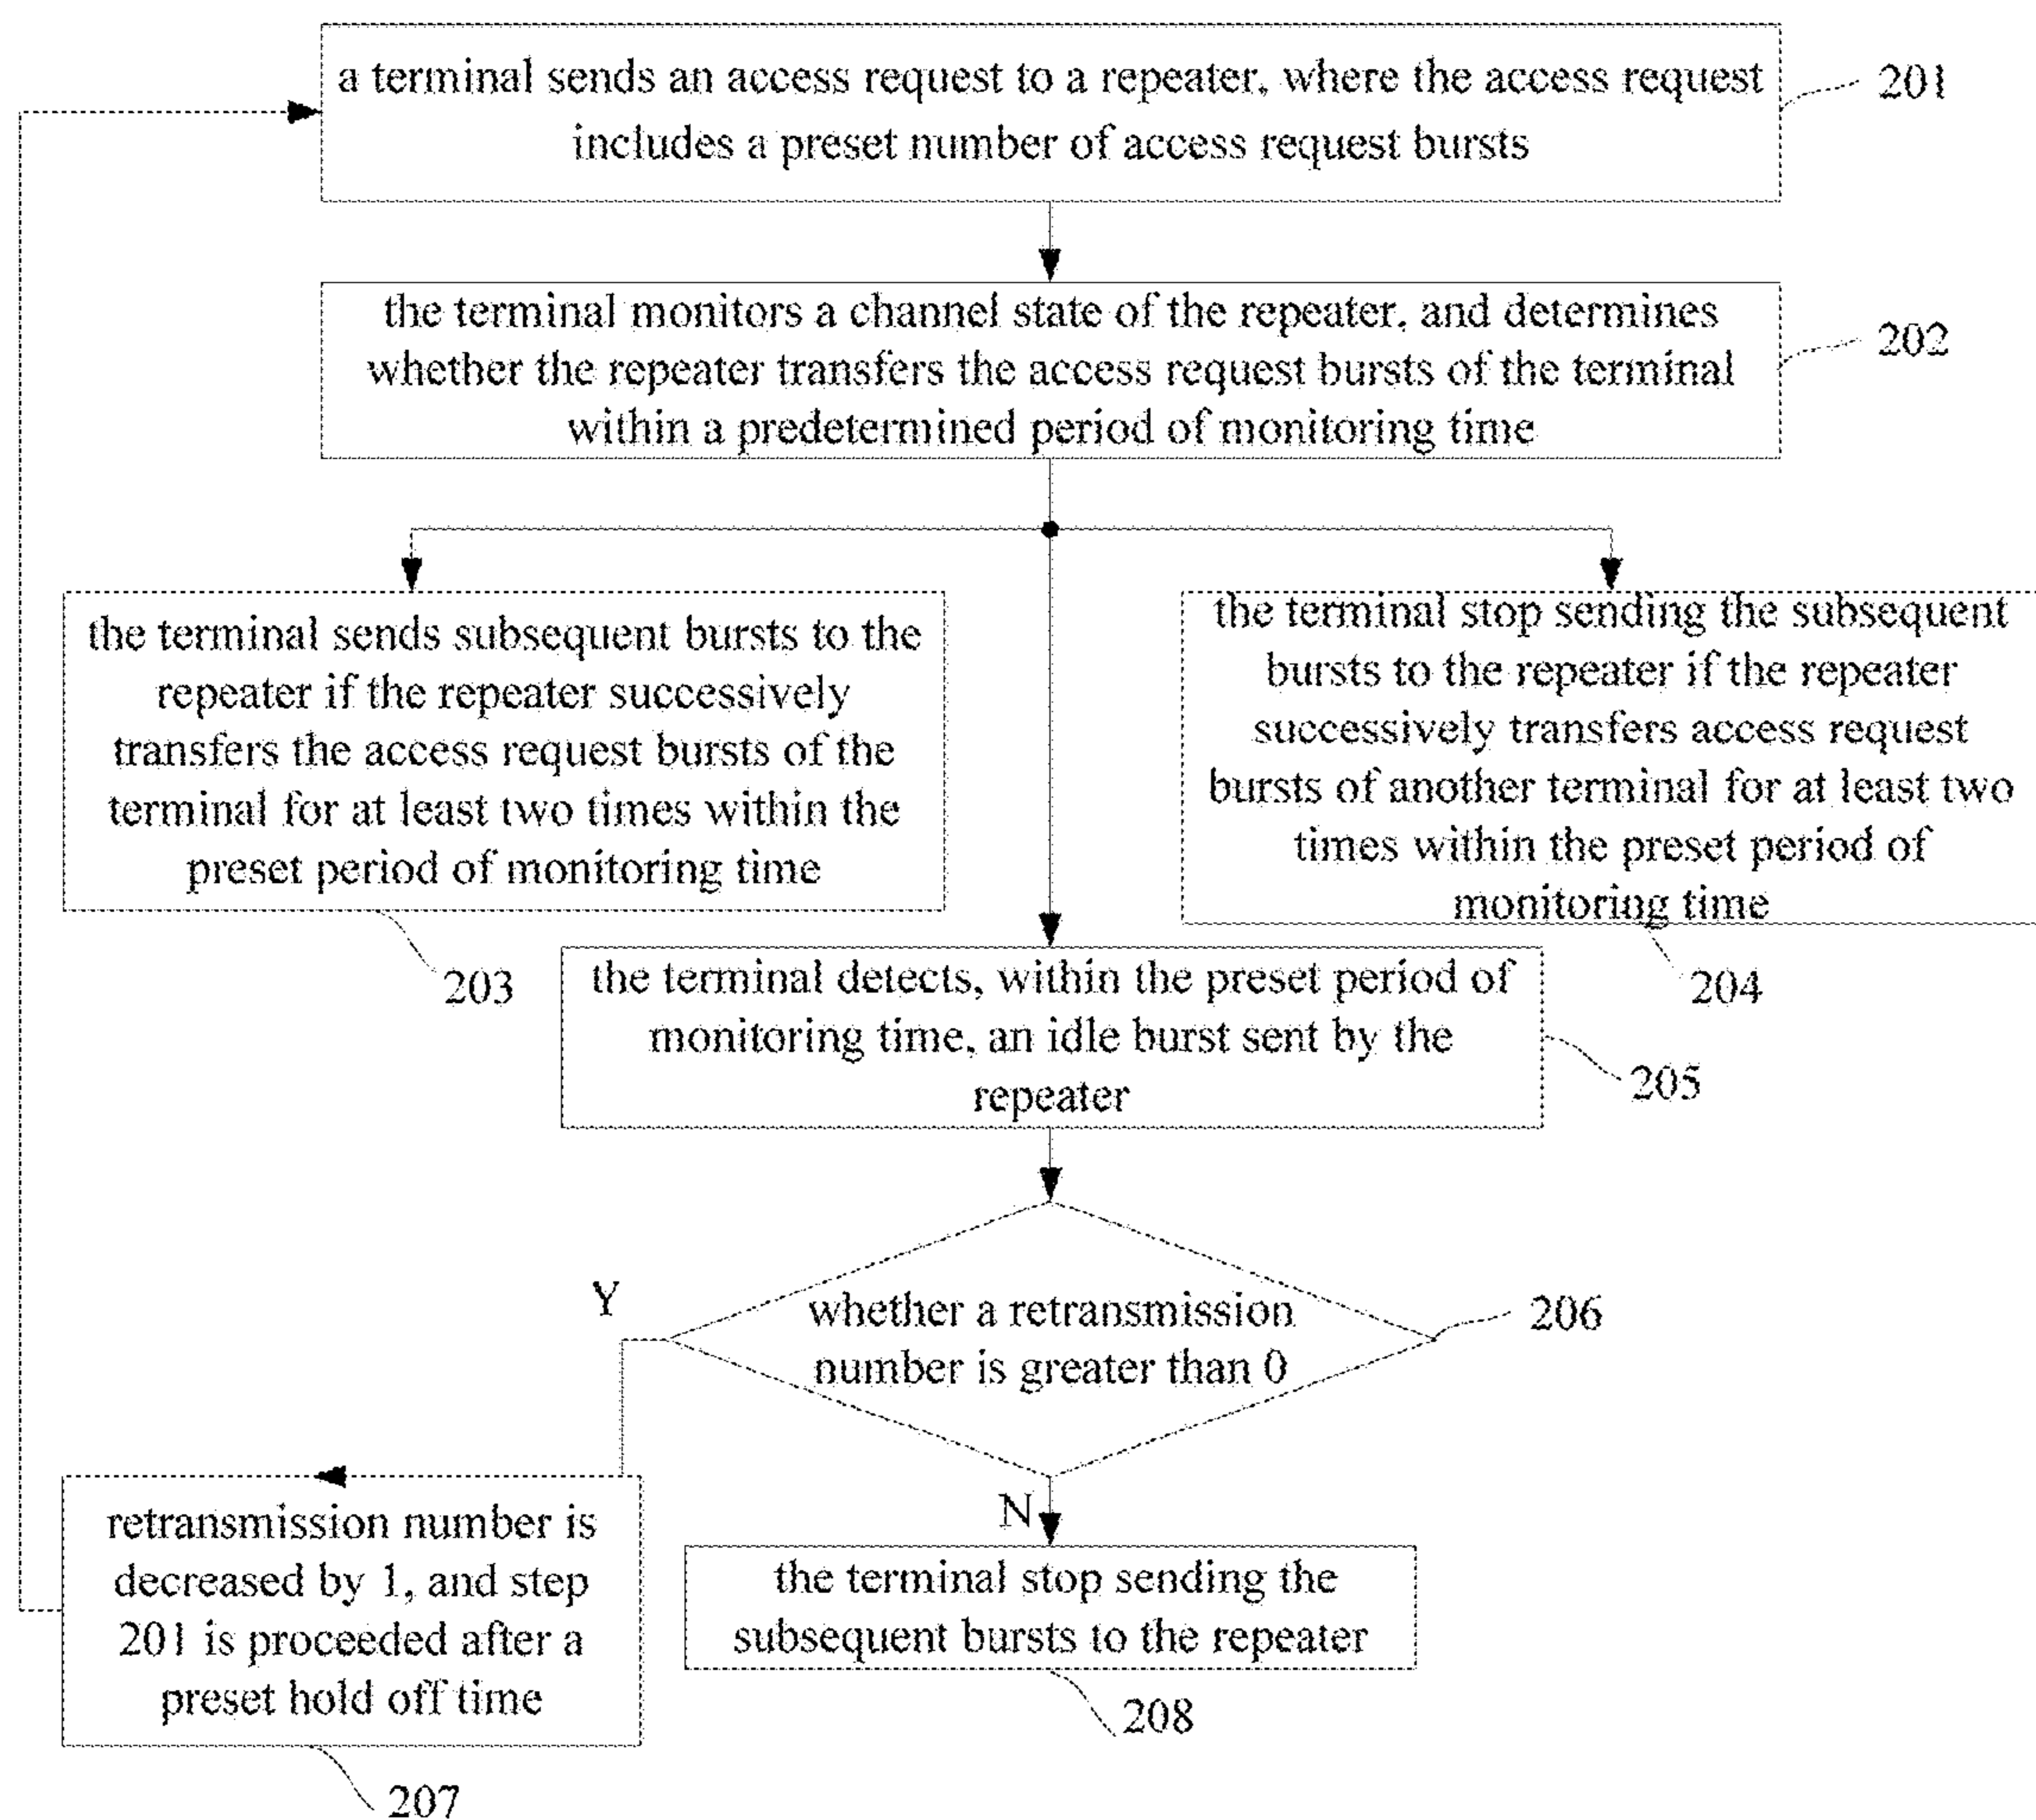 a terminal sends an access request to a repeater, where the access request
includes a preset number of access request bursts
201
the terminal monitors a channel state of the repeater, and determines
whether the repeater transfers the access request bursts of the terminal
within a predetermined period of monitoring time
202
the terminal sends subsequent bursts to the
repeater if the repeater successively
transfers the access request bursts of the
terminal for at least two times within the
preset period of monitoring time
203
the terminal stop sending the subsequent
bursts to the repeater if the repeater
successively transfers access request
bursts of another terminal for at least two
times within the preset period of
monitoring time
204
the terminal detects, within the preset period of
monitoring time, an idle burst sent by the
repeater
205
whether a retransmission
number is greater than 0
206
Y
N
retransmission number is
decreased by 1, and step
201 is proceeded after a
preset hold off time
207
the terminal stop sending the
subsequent bursts to the repeater
208